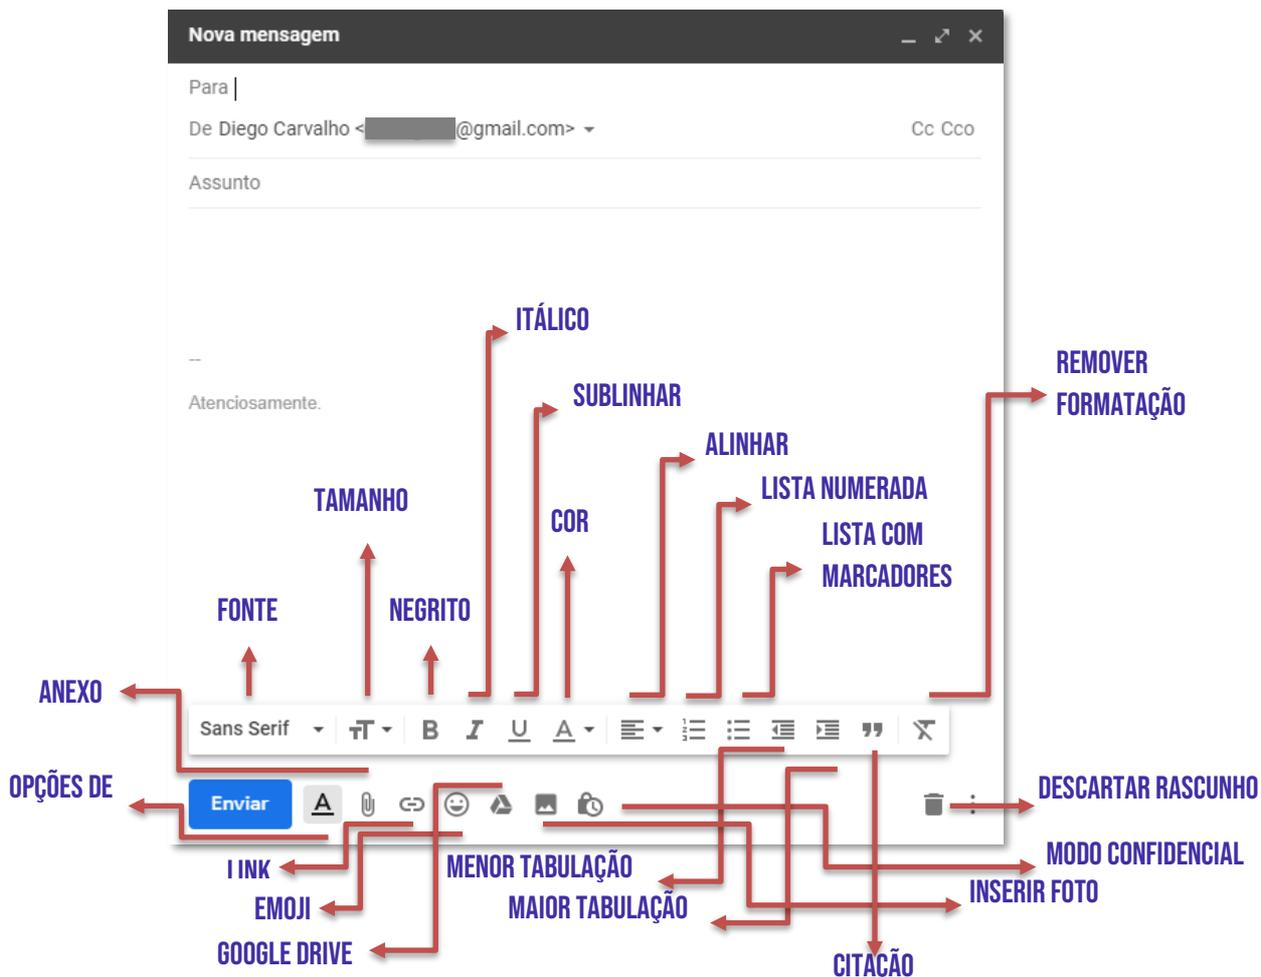 Nova mensagem
Para
De Diego Carvalho < @gmail.com>
Cc Cco
Assunto
--
Atenciosamente.
ITÁLICO
REMOVER
FORMATAÇÃO
SUBLINHAR
ALINHAR
LISTA NUMERADA
TAMANHO
COR
LISTA COM
MARCADORES
FONTE
NEGRITO
ANEXO
Sans Serif
OPÇÕES DE
Enviar
DESCARTAR RASCUNHO
LINK
MENOR TABULAÇÃO
MODO CONFIDENCIAL
INSERIR FOTO
EMOJI
MAIOR TABULAÇÃO
GOOGLE DRIVE
CITAÇÃO